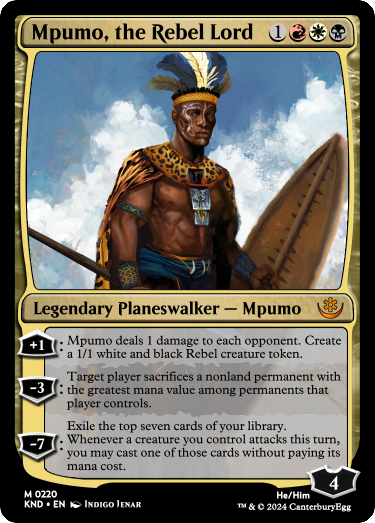 Mpumo, the Rebel Lord 1
Legendary Planeswalker — Mpumo
+1: Mpumo deals 1 damage to each opponent. Create
a 1/1 white and black Rebel creature token.
-3: Target player sacrifices a nonland permanent with
the greatest mana value among permanents that
player controls.
-7: Exile the top seven cards of your library.
Whenever a creature you control attacks this turn,
you may cast one of those cards without paying its
mana cost.
4
M 0220
KND • EN Indigo Jenar
He/Him
™ & © 2024 CanterburyEgg